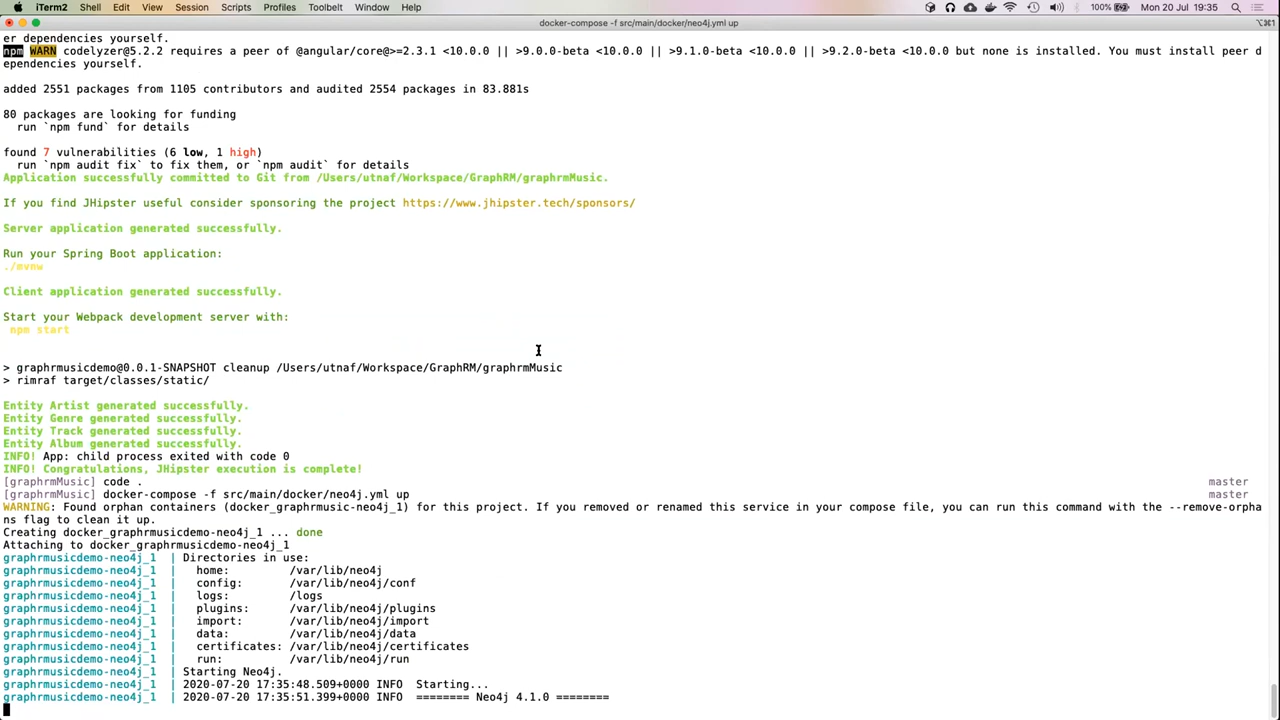 iTerm2 Shell Edit View Session Scripts Profiles Toolbelt Window Help 100% Mon 20 Jul 19:35
docker-compose -f src/main/docker/neo4j.yml up ⌥⌘1
er dependencies yourself.
npm WARN codelyzer@5.2.2 requires a peer of @angular/core@>=2.3.1 <10.0.0 || >9.0.0-beta <10.0.0 || >9.1.0-beta <10.0.0 || >9.2.0-beta <10.0.0 but none is installed. You must install peer d
ependencies yourself.
added 2551 packages from 1105 contributors and audited 2554 packages in 83.881s
80 packages are looking for funding
run `npm fund` for details
found 7 vulnerabilities (6 low, 1 high)
run `npm audit fix` to fix them, or `npm audit` for details
Application successfully committed to Git from /Users/utnaf/Workspace/GraphRM/graphrmMusic.
If you find JHipster useful consider sponsoring the project https://www.jhipster.tech/sponsors/
Server application generated successfully.
Run your Spring Boot application:
./mvnw
Client application generated successfully.
Start your Webpack development server with:
npm start
> graphrmusicdemo@0.0.1-SNAPSHOT cleanup /Users/utnaf/Workspace/GraphRM/graphrmMusic
> rimraf target/classes/static/
Entity Artist generated successfully.
Entity Genre generated successfully.
Entity Track generated successfully.
Entity Album generated successfully.
INFO! App: child process exited with code 0
INFO! Congratulations, JHipster execution is complete!
[graphrmMusic] code . master
[graphrmMusic] docker-compose -f src/main/docker/neo4j.yml up master
WARNING: Found orphan containers (docker_graphrmusic-neo4j_1) for this project. If you removed or renamed this service in your compose file, you can run this command with the --remove-orpha
ns flag to clean it up.
Creating docker_graphrmusicdemo-neo4j_1 ... done
Attaching to docker_graphrmusicdemo-neo4j_1
graphrmusicdemo-neo4j_1 | Directories in use:
graphrmusicdemo-neo4j_1 | home: /var/lib/neo4j
graphrmusicdemo-neo4j_1 | config: /var/lib/neo4j/conf
graphrmusicdemo-neo4j_1 | logs: /logs
graphrmusicdemo-neo4j_1 | plugins: /var/lib/neo4j/plugins
graphrmusicdemo-neo4j_1 | import: /var/lib/neo4j/import
graphrmusicdemo-neo4j_1 | data: /var/lib/neo4j/data
graphrmusicdemo-neo4j_1 | certificates: /var/lib/neo4j/certificates
graphrmusicdemo-neo4j_1 | run: /var/lib/neo4j/run
graphrmusicdemo-neo4j_1 | Starting Neo4j.
graphrmusicdemo-neo4j_1 | 2020-07-20 17:35:48.509+0000 INFO Starting...
graphrmusicdemo-neo4j_1 | 2020-07-20 17:35:51.399+0000 INFO ======== Neo4j 4.1.0 ========